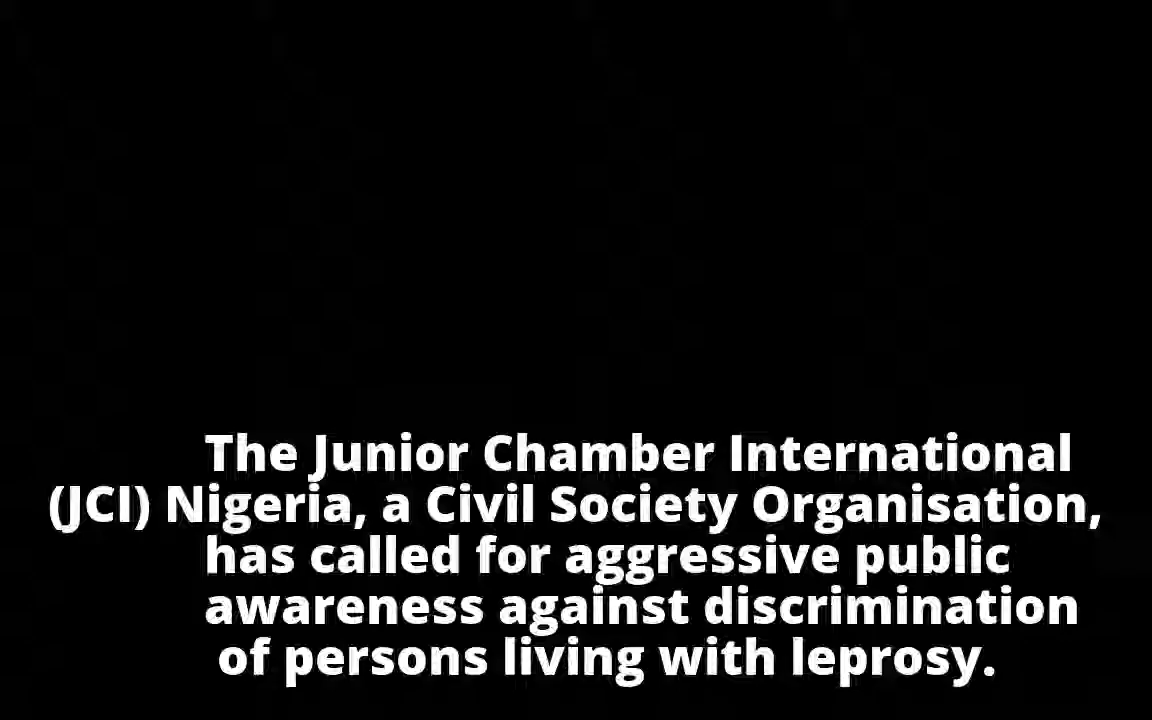 The Junior Chamber International
(JCI) Nigeria, a Civil Society Organisation,
has called for aggressive public
awareness against discrimination
of persons living with leprosy.